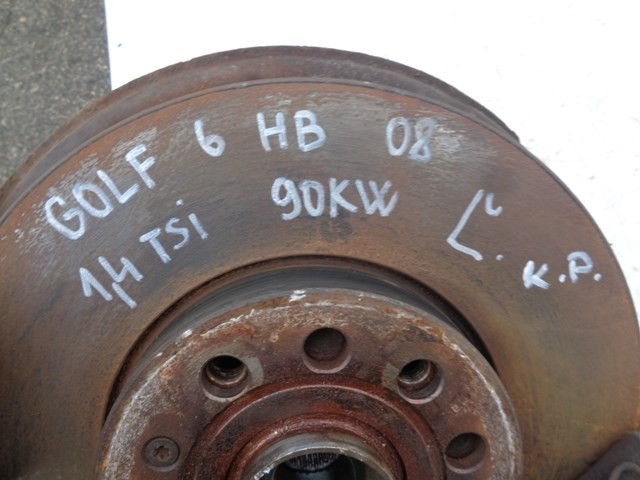 GOLF 6 HB 08
1,4 TSi 90KW Ľ. K.P.